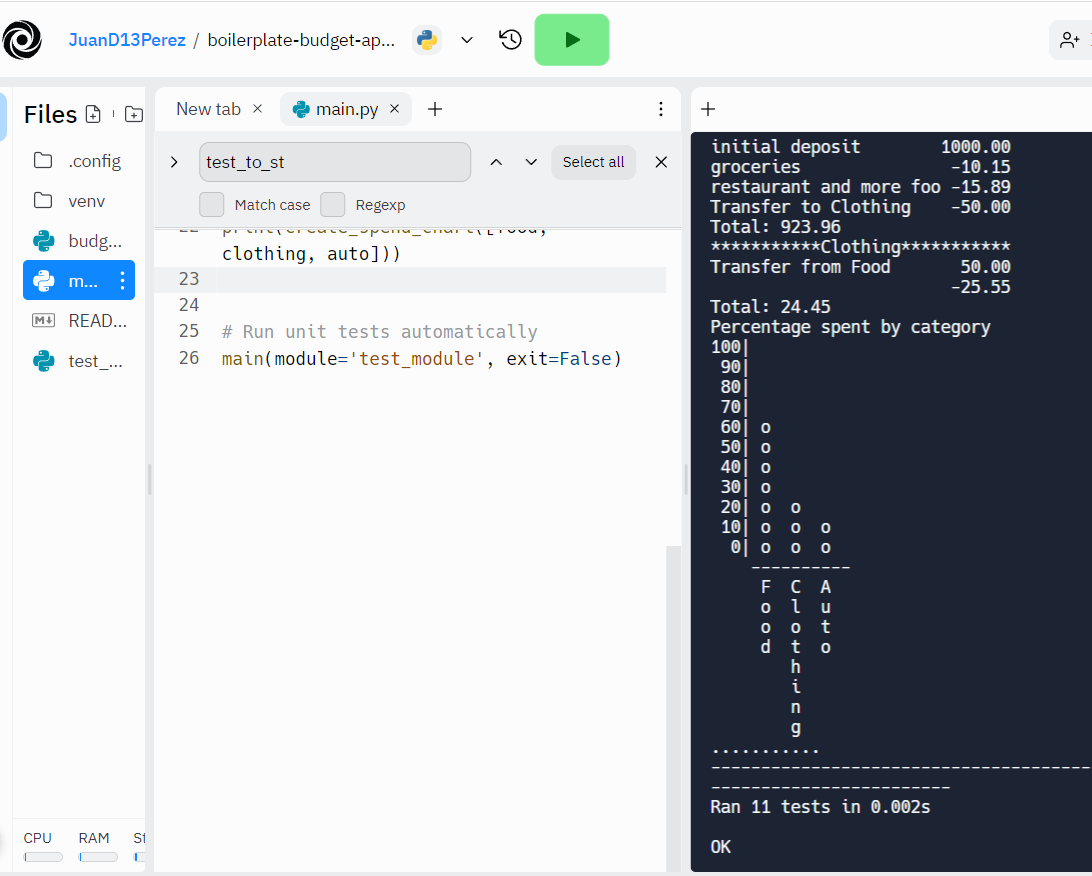 JuanD13Perez / boilerplate-budget-ap...
Files
.config
venv
budg...
m...
READ...
test_...
CPU RAM St
New tab main.py
test_to_st
Select all
Match case Regexp
22 print(create_spend_chart([food,
clothing, auto]))
23
24
25 # Run unit tests automatically
26 main(module='test_module', exit=False)
initial deposit        1000.00
groceries               -10.15
restaurant and more foo -15.89
Transfer to Clothing    -50.00
Total: 923.96
***********Clothing***********
Transfer from Food       50.00
                        -25.55
Total: 24.45
Percentage spent by category
100|
 90|
 80|
 70|
 60| o
 50| o
 40| o
 30| o
 20| o  o
 10| o  o  o
  0| o  o  o
    ----------
     F  C  A
     o  l  u
     o  o  t
     d  t  o
        h
        i
        n
        g
...........
--------------------------------------
------------------------
Ran 11 tests in 0.002s
OK